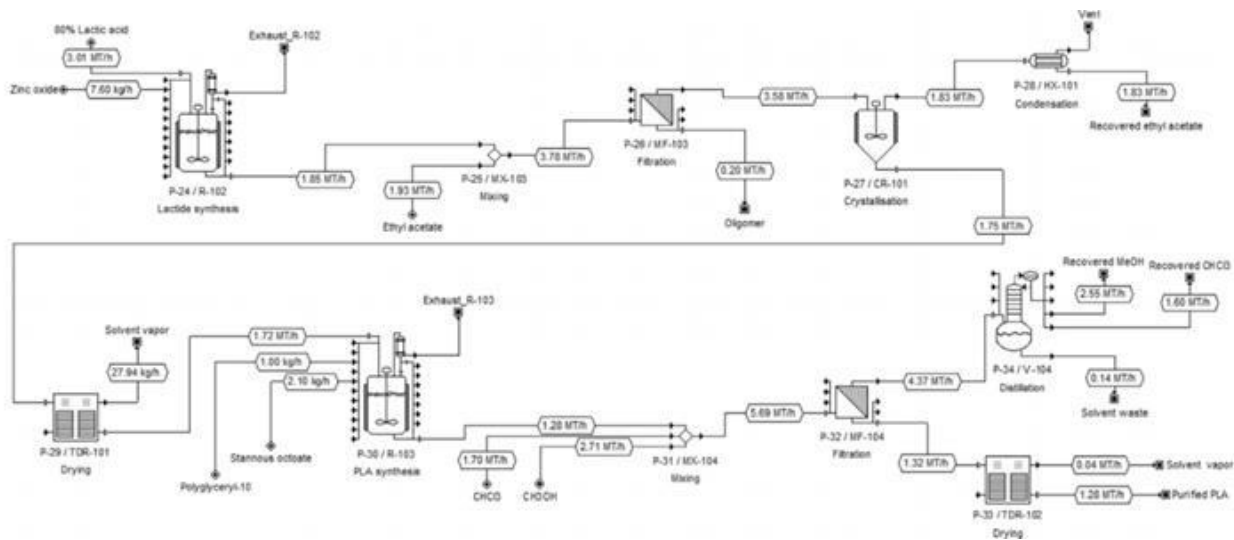 80% Lactic acid
Exhaust_R-102
Vent
3.01 MT/h
Zinc oxide
7.60 kg/h
3.58 MT/h
1.83 MT/h
P-28 / HX-101
Condensation
1.83 MT/h
Recovered ethyl acetate
P-24 / R-102
Lactide synthesis
1.85 MT/h
P-25 / MX-103
Mixing
3.78 MT/h
P-26 / MF-103
Filtration
0.20 MT/h
Oligomer
1.93 MT/h
Ethyl acetate
P-27 / CR-101
Crystallisation
1.75 MT/h
Solvent vapor
27.94 kg/h
P-29 / TDR-101
Drying
1.72 MT/h
1.00 kg/h
2.10 kg/h
Exhaust_R-103
Stannous octoate
Polyglyceryl-10
P-30 / R-103
PLA synthesis
1.28 MT/h
1.70 MT/h
2.71 MT/h
CHCl3
CH3OH
P-31 / MX-104
Mixing
5.69 MT/h
P-32 / MF-104
Filtration
4.37 MT/h
1.32 MT/h
Recovered MeOH
2.55 MT/h
Recovered CHCl3
1.60 MT/h
P-34 / V-104
Distillation
0.14 MT/h
Solvent waste
P-33 / TDR-102
Drying
0.04 MT/h
Solvent vapor
1.28 MT/h
Purified PLA